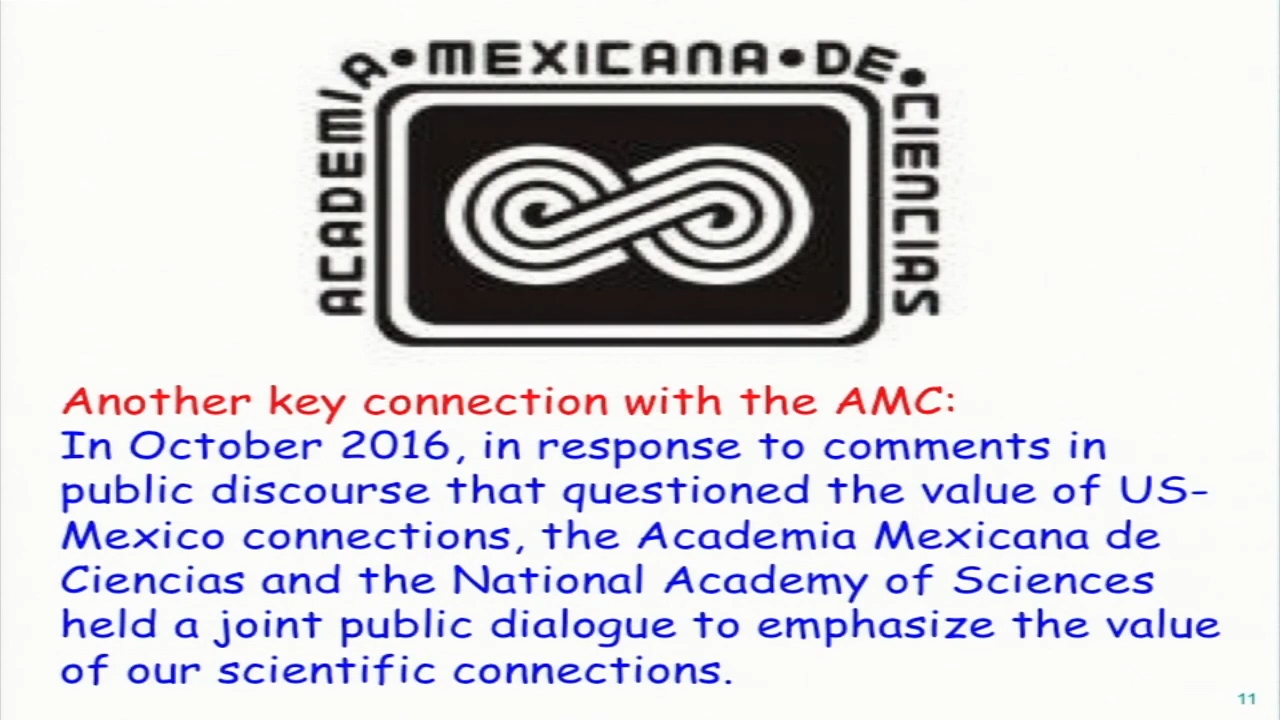 ACADEMIA•MEXICANA•DE•CIENCIAS
Another key connection with the AMC:
In October 2016, in response to comments in
public discourse that questioned the value of US-
Mexico connections, the Academia Mexicana de
Ciencias and the National Academy of Sciences
held a joint public dialogue to emphasize the value
of our scientific connections.
11